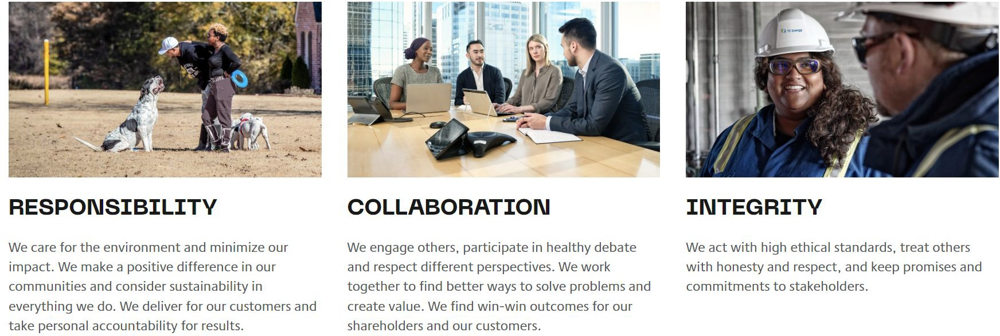 TC Energy
RESPONSIBILITY
We care for the environment and minimize our
impact. We make a positive difference in our
communities and consider sustainability in
everything we do. We deliver for our customers and
take personal accountability for results.
COLLABORATION
We engage others, participate in healthy debate
and respect different perspectives. We work
together to find better ways to solve problems and
create value. We find win-win outcomes for our
shareholders and our customers.
INTEGRITY
We act with high ethical standards, treat others
with honesty and respect, and keep promises and
commitments to stakeholders.